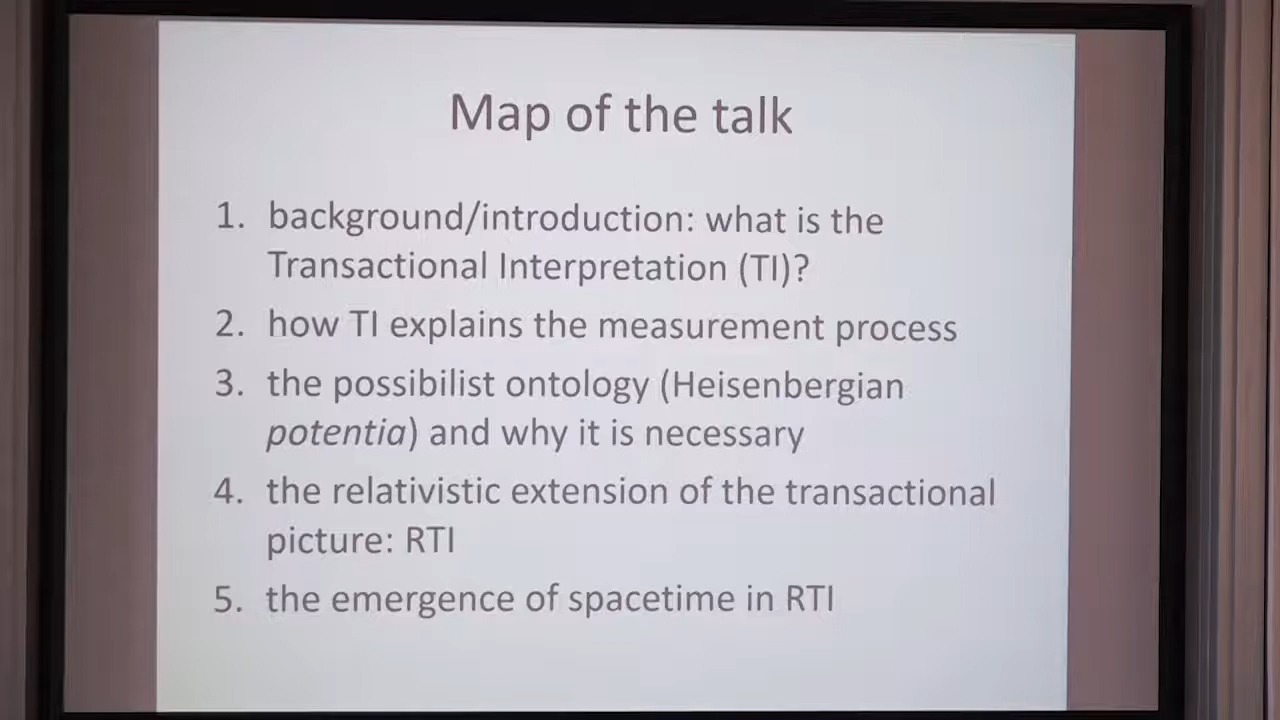 Map of the talk
1. background/introduction: what is the
Transactional Interpretation (TI)?
2. how TI explains the measurement process
3. the possibilist ontology (Heisenbergian
potentia) and why it is necessary
4. the relativistic extension of the transactional
picture: RTI
5. the emergence of spacetime in RTI